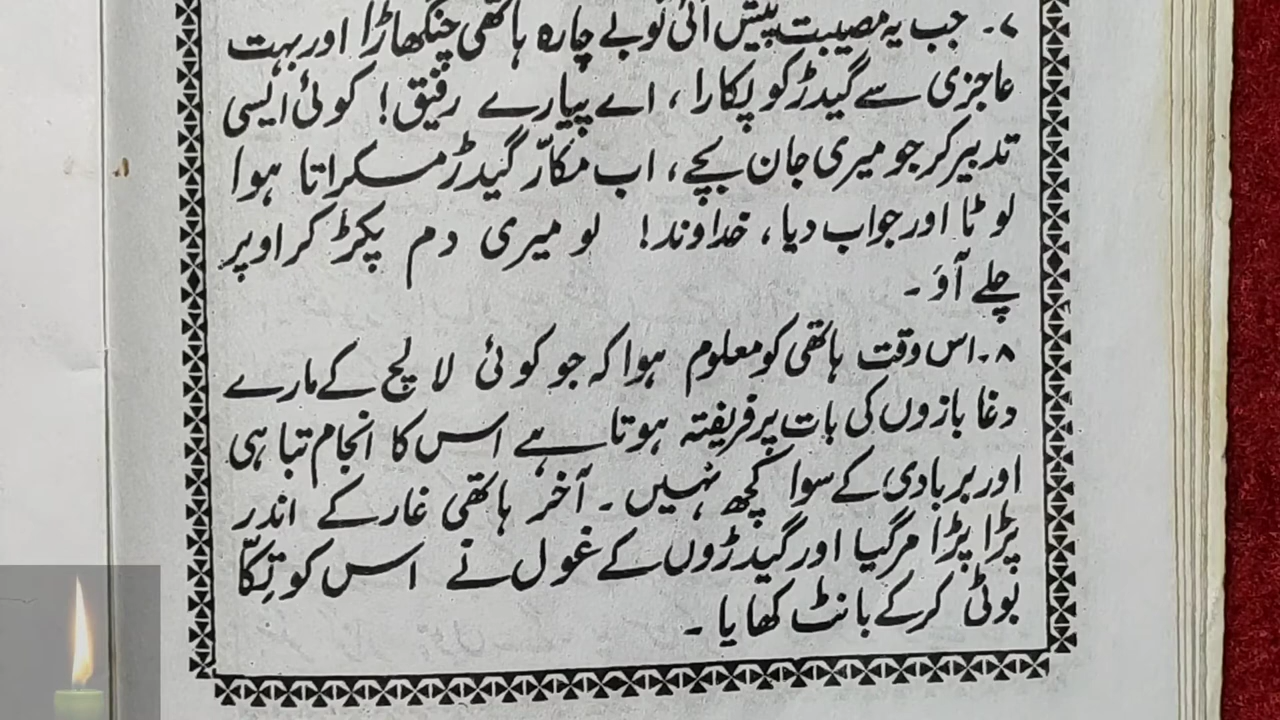 ۷۔ جب یہ مصیبت پیش آئی تو بے چارہ ہاتھی چنگھاڑا اور بہت
عاجزی سے گیدڑ کو پکارا ، اے پیارے رفیق! کوئی ایسی
تدبیر کر جو میری جان بچے ، اب مکّار گیدڑ مسکراتا ہوا
لوٹا اور جواب دیا ، خداوند! لو میری دم پکڑ کر اوپر
چلے آؤ ۔
۸۔ اس وقت ہاتھی کو معلوم ہوا کہ جو کوئی لالچ کے مارے
دغا بازوں کی بات پر فریفتہ ہوتا ہے اس کا انجام تباہی
اور بربادی کے سوا کچھ نہیں ۔ آخر ہاتھی غار کے اندر
پڑا پڑا مر گیا اور گیدڑوں کے غول نے اس کو تِکّا
بوٹی کر کے بانٹ کھایا ۔